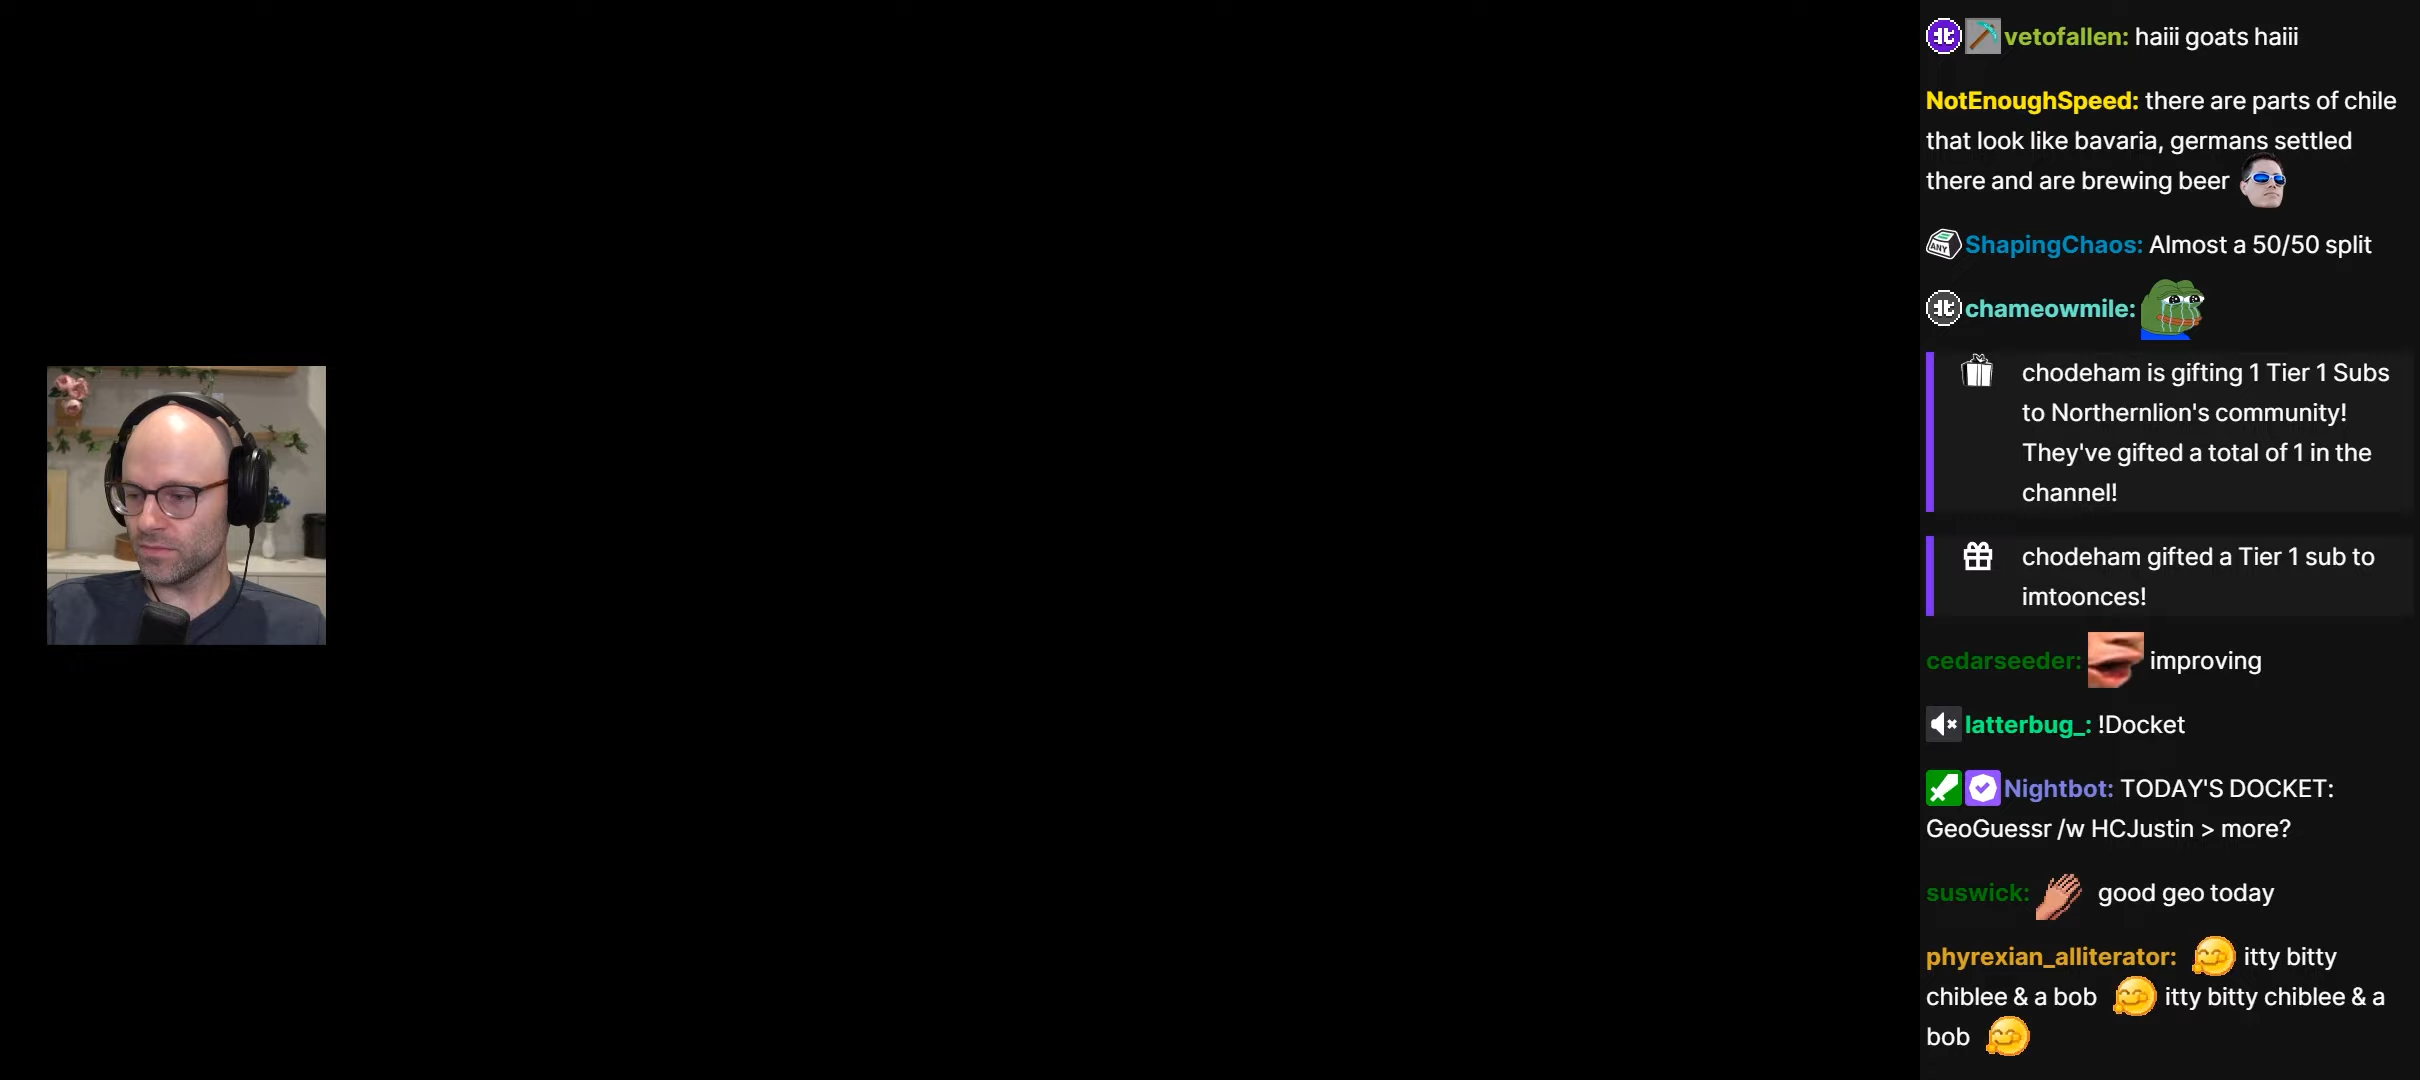 vetofallen: haiii goats haiii
NotEnoughSpeed: there are parts of chile
that look like bavaria, germans settled
there and are brewing beer
ANY ShapingChaos: Almost a 50/50 split
chameowmile:
chodeham is gifting 1 Tier 1 Subs
to Northernlion's community!
They've gifted a total of 1 in the
channel!
chodeham gifted a Tier 1 sub to
imtoonces!
cedarseeder: improving
latterbug_: !Docket
Nightbot: TODAY'S DOCKET:
GeoGuessr /w HCJustin > more?
suswick: good geo today
phyrexian_alliterator: itty bitty
chiblee & a bob itty bitty chiblee & a
bob